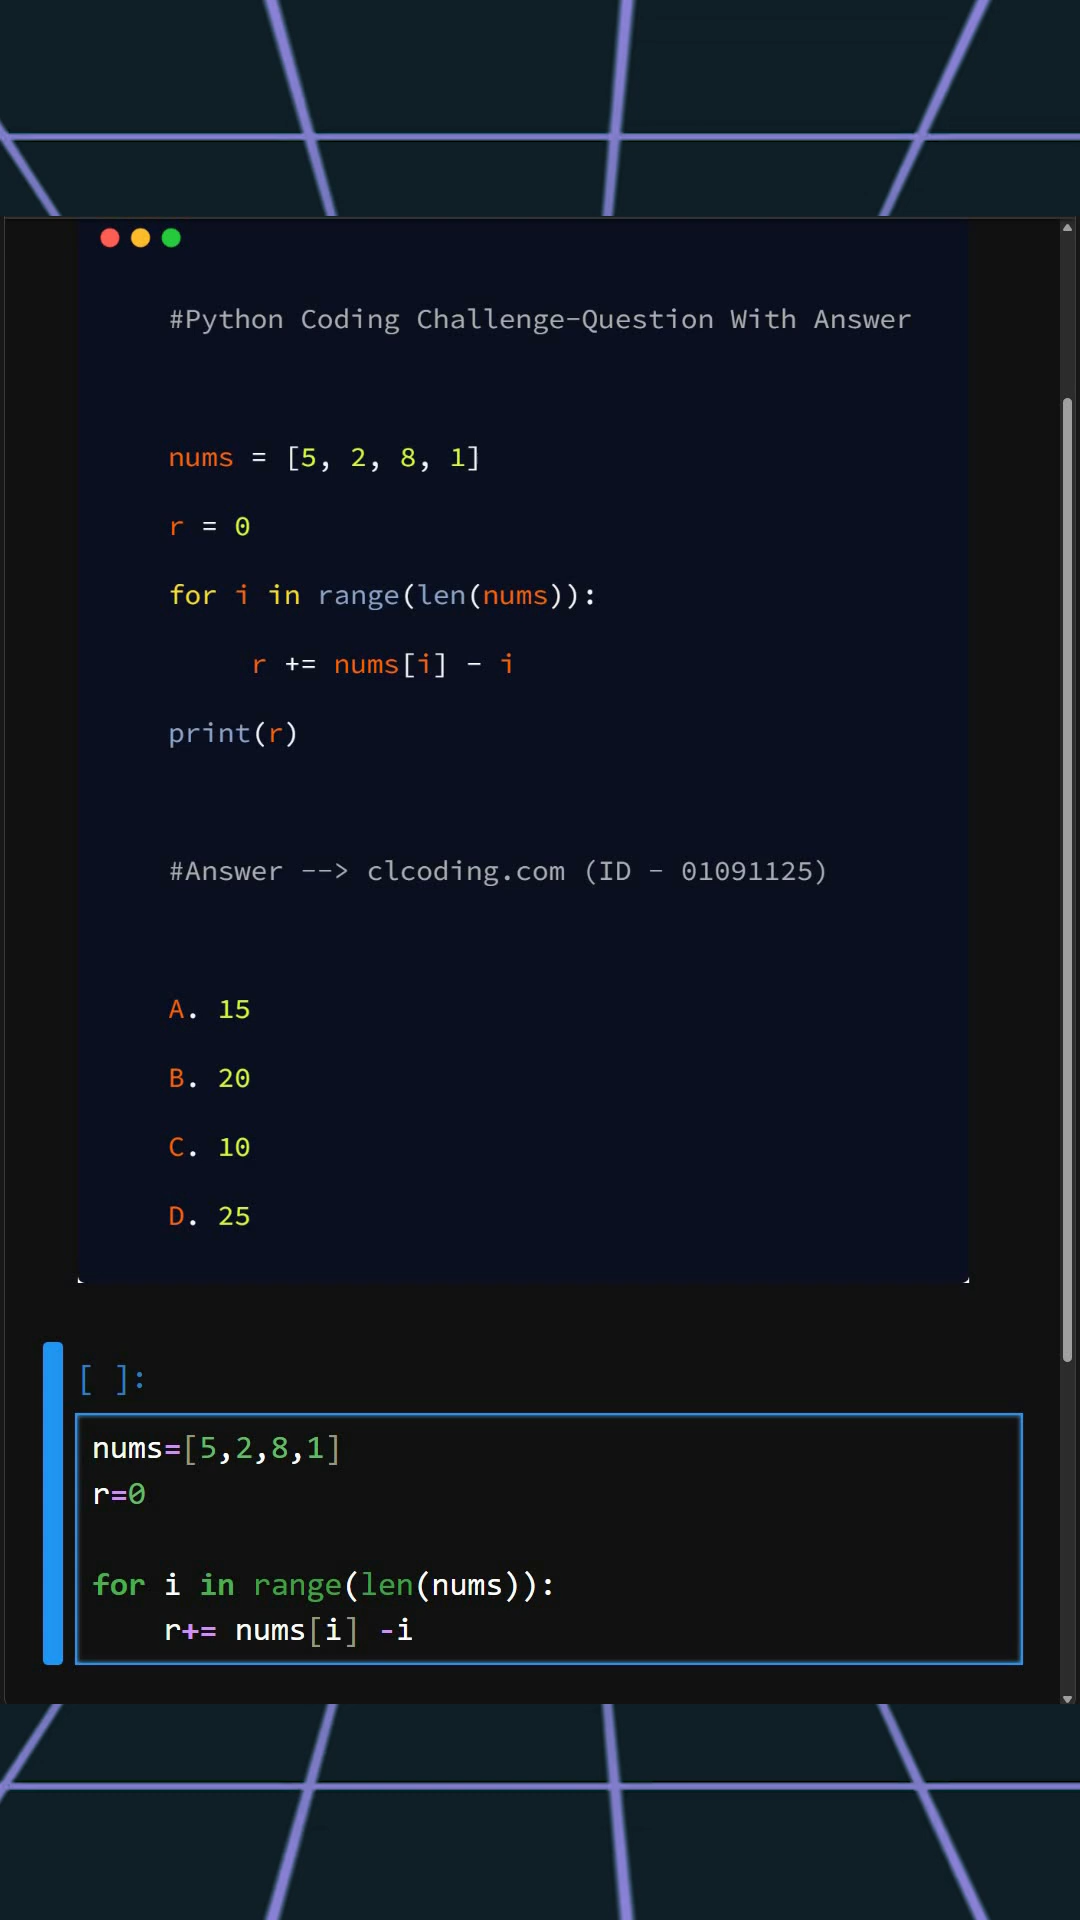 #Python Coding Challenge-Question With Answer
nums = [5, 2, 8, 1]
r = 0
for i in range(len(nums)):
     r += nums[i] - i
print(r)
#Answer --> clcoding.com (ID - 01091125)
A. 15
B. 20
C. 10
D. 25
[ ]:
nums=[5,2,8,1]
r=0
for i in range(len(nums)):
    r+= nums[i] -i